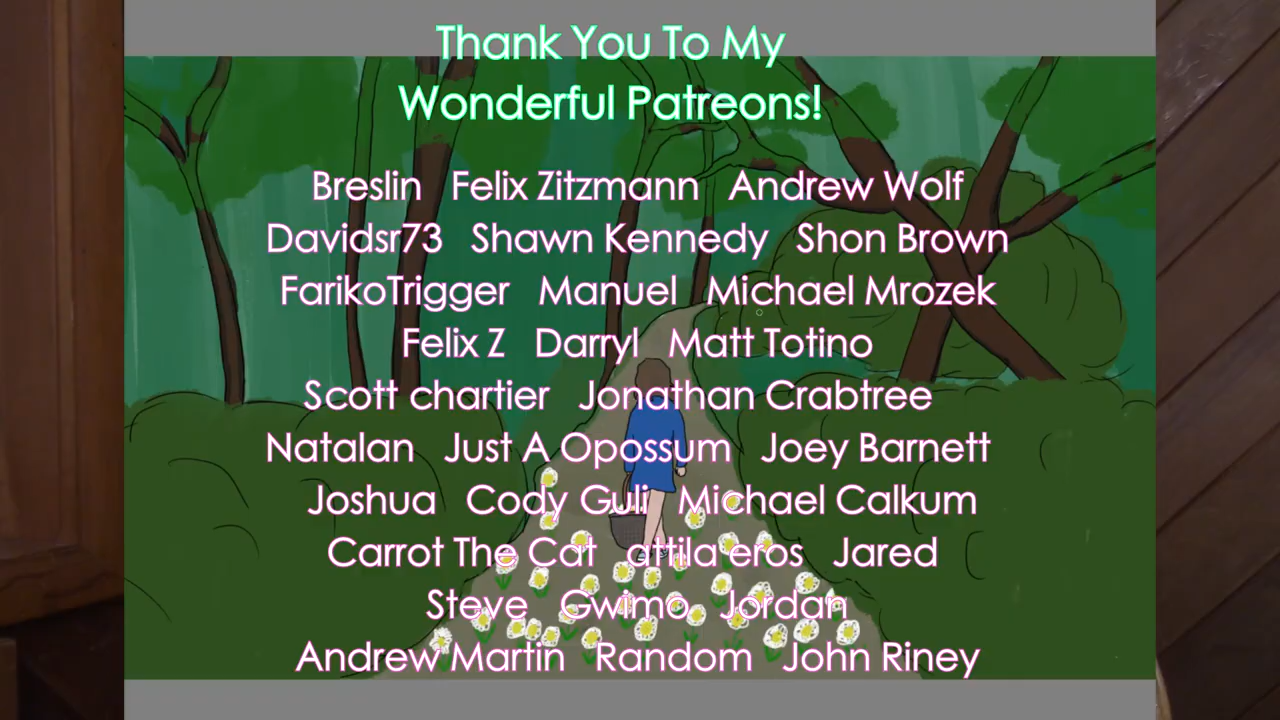 Thank You To My
Wonderful Patreons!
Breslin Felix Zitzmann Andrew Wolf
Davidsr73 Shawn Kennedy Shon Brown
FarikoTrigger Manuel Michael Mrozek
Felix Z Darryl Matt Totino
Scott chartier Jonathan Crabtree
Natalan Just A Opossum Joey Barnett
Joshua Cody Guli Michael Calkum
Carrot The Cat attila eros Jared
Steve Gwimo Jordan
Andrew Martin Random John Riney